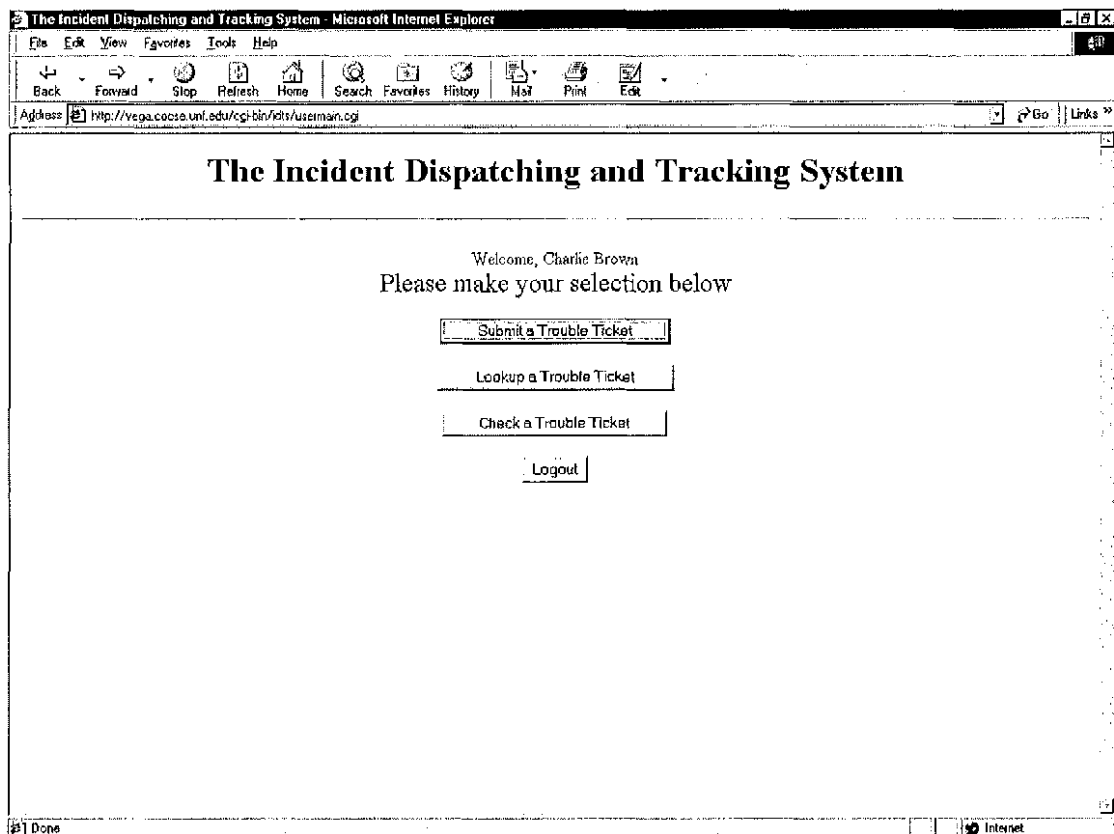 The Incident Dispatching and Tracking System - Microsoft Internet Explorer
File Edit View Favorites Tools Help
Back Forward Stop Refresh Home Search Favorites History Mail Print Edit
Address http://vega.cocse.unf.edu/cgi-bin/idts/usermain.cgi Go Links »
The Incident Dispatching and Tracking System
Welcome, Charlie Brown
Please make your selection below
Submit a Trouble Ticket
Lookup a Trouble Ticket
Check a Trouble Ticket
Logout
Done Internet